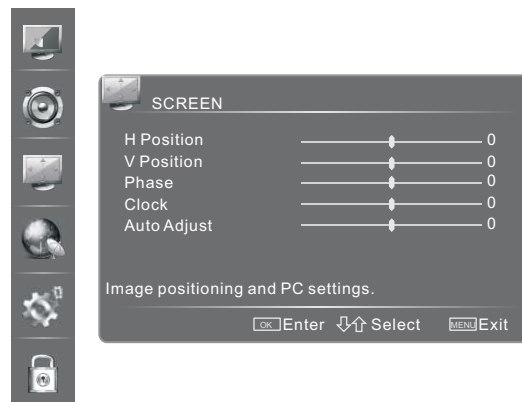 SCREEN
H Position 0
V Position 0
Phase 0
Clock 0
Auto Adjust 0
Image positioning and PC settings.
OK Enter Select MENU Exit